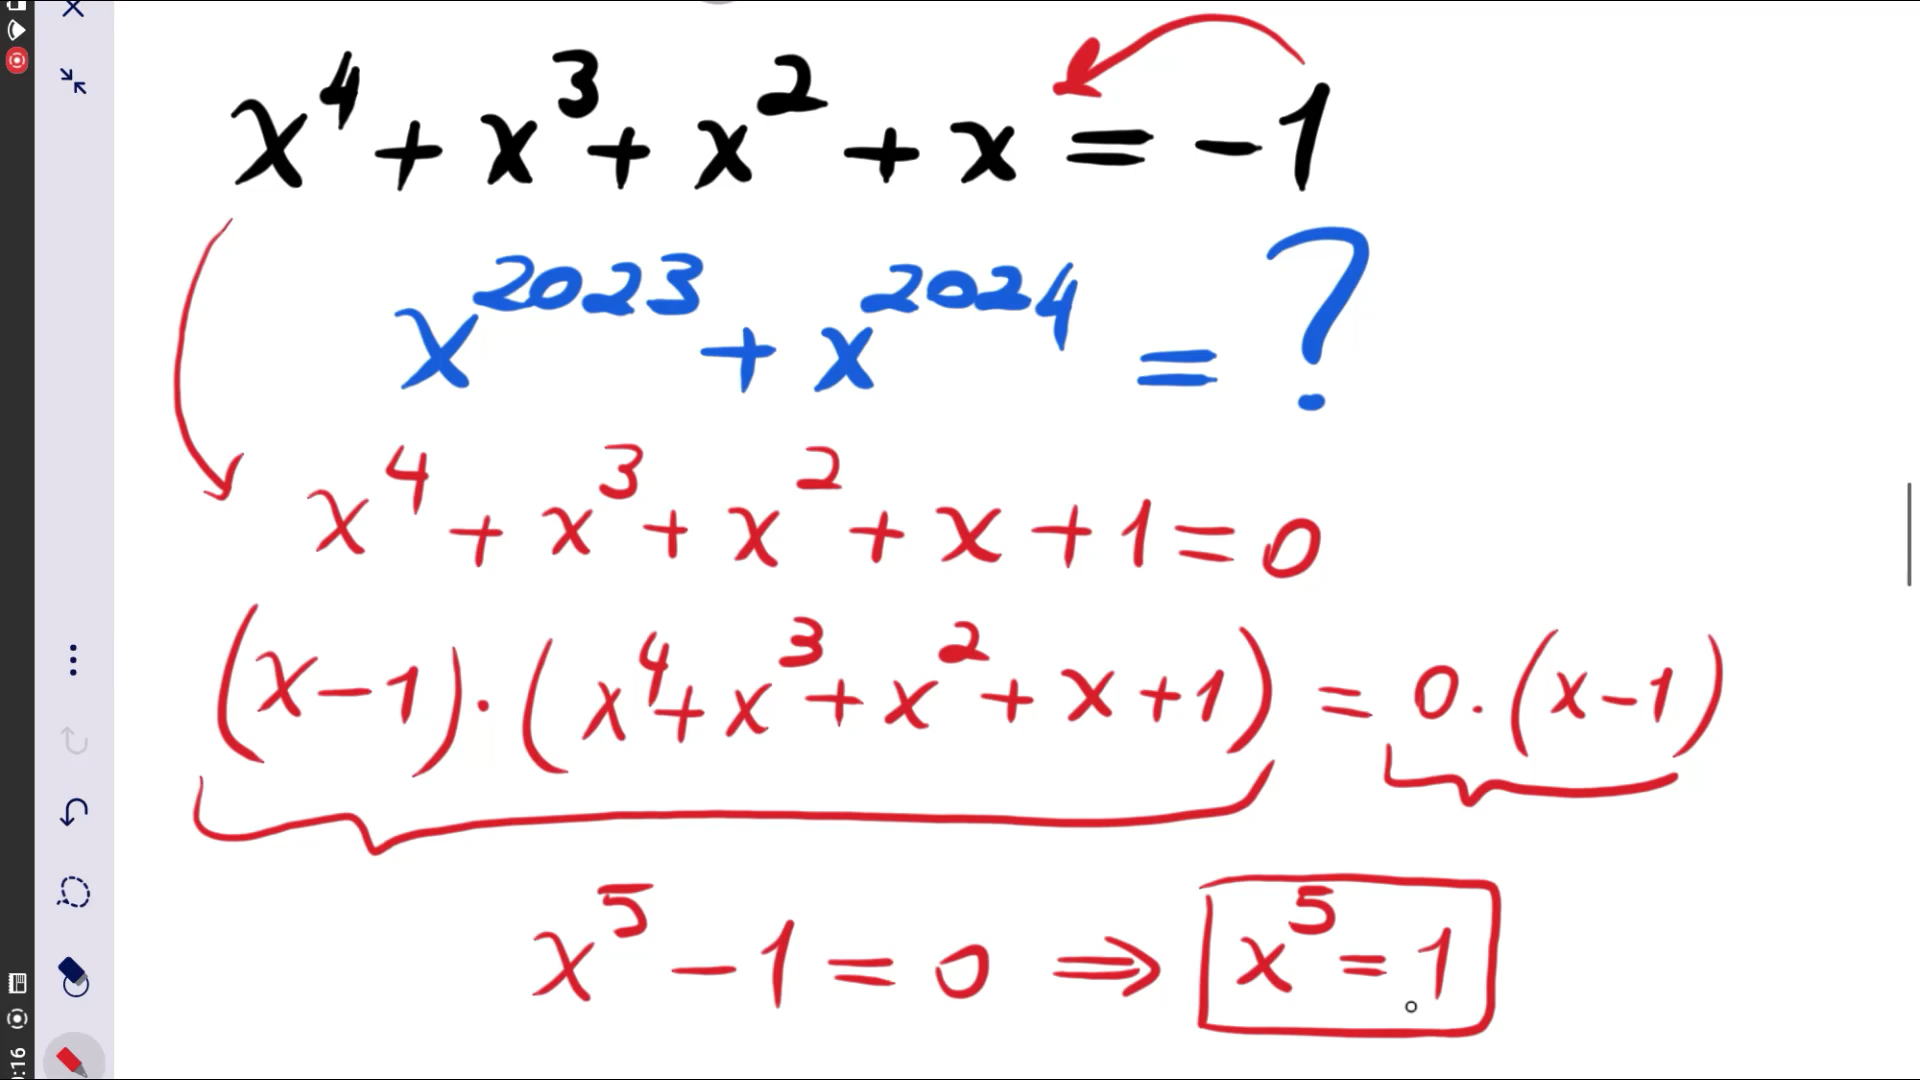 x⁴ + x³ + x² + x = -1
x²⁰²³ + x²⁰²⁴ = ?
x⁴ + x³ + x² + x + 1 = 0
(x-1)·(x⁴+x³+x²+x+1) = 0·(x-1)
x⁵ - 1 = 0 ⇒ x⁵ = 1
:16